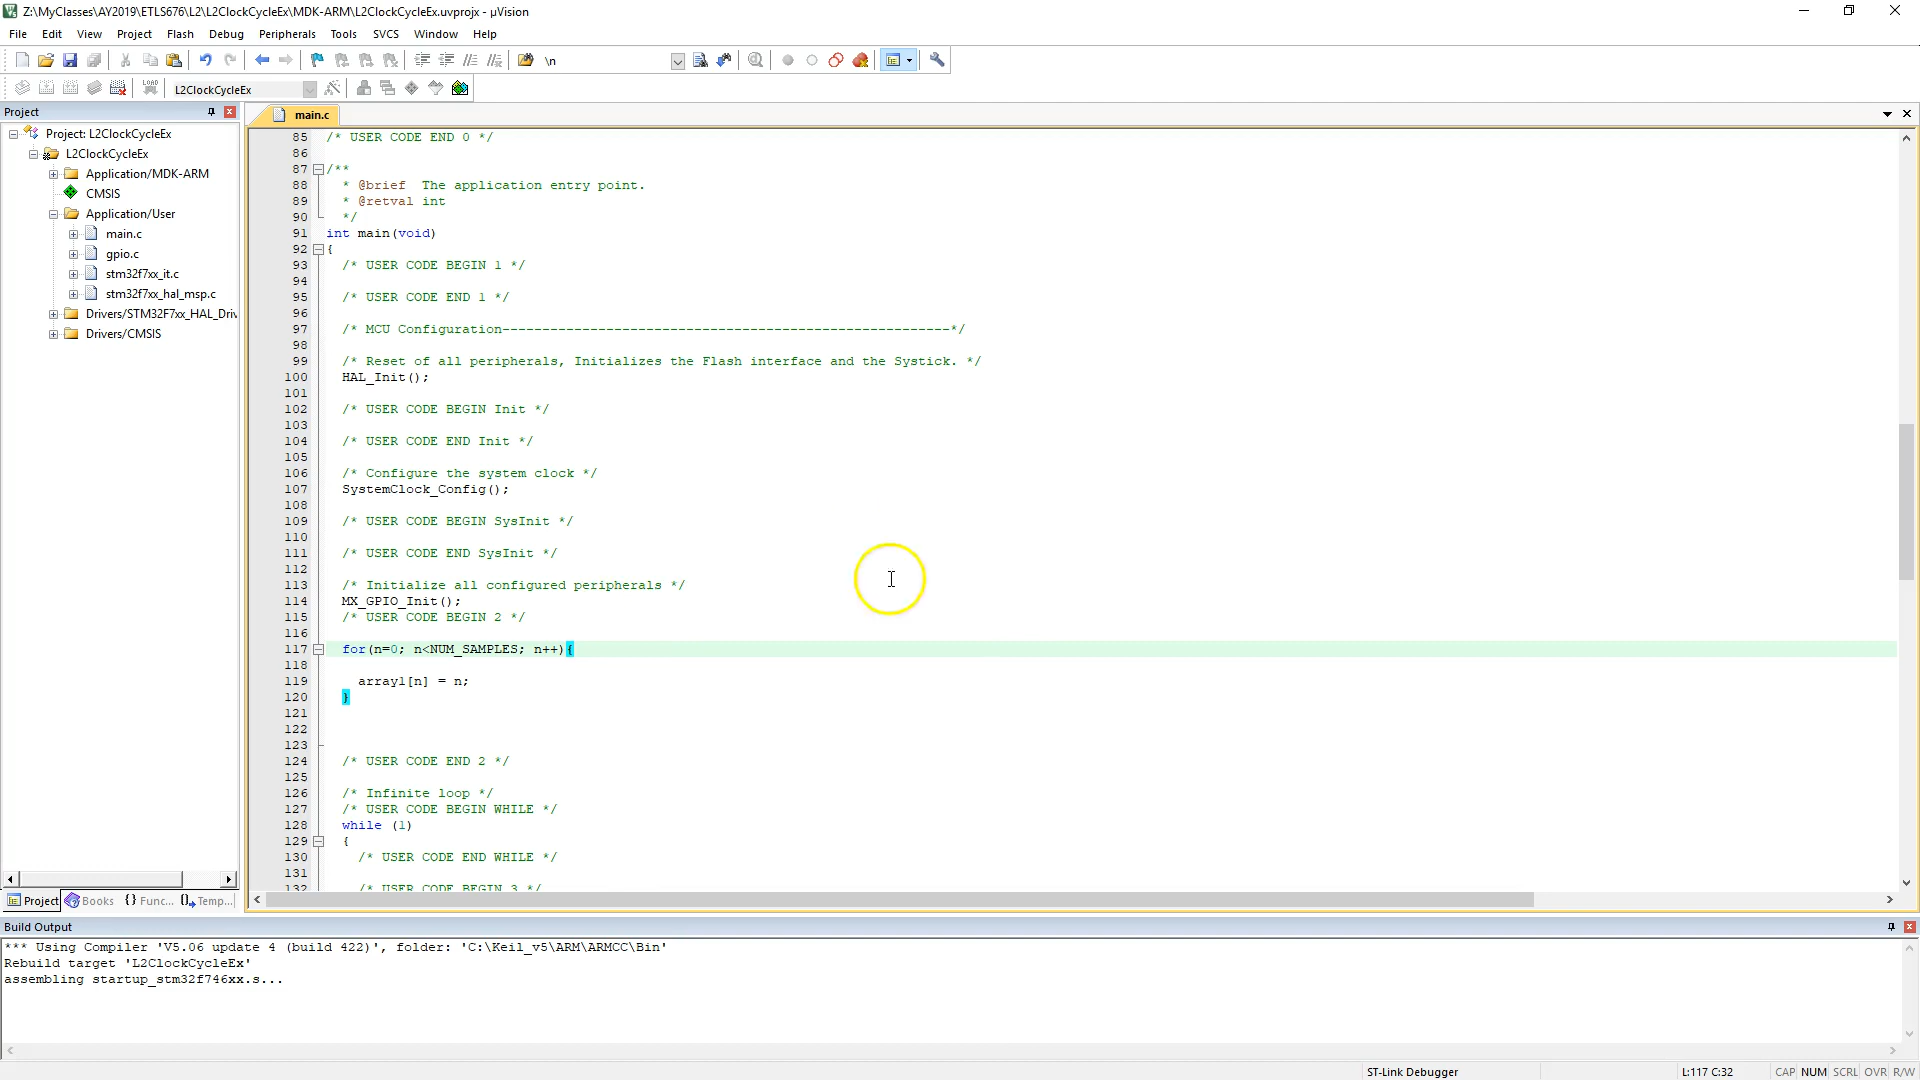 Z:\MyClasses\AY2019\ETLS676\L2\L2ClockCycleEx\MDK-ARM\L2ClockCycleEx.uvprojx - µVision
File Edit View Project Flash Debug Peripherals Tools SVCS Window Help
\n
LOAD L2ClockCycleEx
Project
Project: L2ClockCycleEx
L2ClockCycleEx
Application/MDK-ARM
CMSIS
Application/User
main.c
gpio.c
stm32f7xx_it.c
stm32f7xx_hal_msp.c
Drivers/STM32F7xx_HAL_Driv
Drivers/CMSIS
Project Books {} Func... Temp...
main.c
85 /* USER CODE END 0 */
86
87 /**
88 * @brief  The application entry point.
89 * @retval int
90 */
91 int main(void)
92 {
93 /* USER CODE BEGIN 1 */
94
95 /* USER CODE END 1 */
96
97 /* MCU Configuration--------------------------------------------------------*/
98
99 /* Reset of all peripherals, Initializes the Flash interface and the Systick. */
100 HAL_Init();
101
102 /* USER CODE BEGIN Init */
103
104 /* USER CODE END Init */
105
106 /* Configure the system clock */
107 SystemClock_Config();
108
109 /* USER CODE BEGIN SysInit */
110
111 /* USER CODE END SysInit */
112
113 /* Initialize all configured peripherals */
114 MX_GPIO_Init();
115 /* USER CODE BEGIN 2 */
116
117 for(n=0; n<NUM_SAMPLES; n++){
118
119 array1[n] = n;
120 }
121
122
123
124 /* USER CODE END 2 */
125
126 /* Infinite loop */
127 /* USER CODE BEGIN WHILE */
128 while (1)
129 {
130 /* USER CODE END WHILE */
131
132 /* USER CODE BEGIN 3 */
Build Output
*** Using Compiler 'V5.06 update 4 (build 422)', folder: 'C:\Keil_v5\ARM\ARMCC\Bin'
Rebuild target 'L2ClockCycleEx'
assembling startup_stm32f746xx.s...
ST-Link Debugger L:117 C:32 CAP NUM SCRL OVR R/W